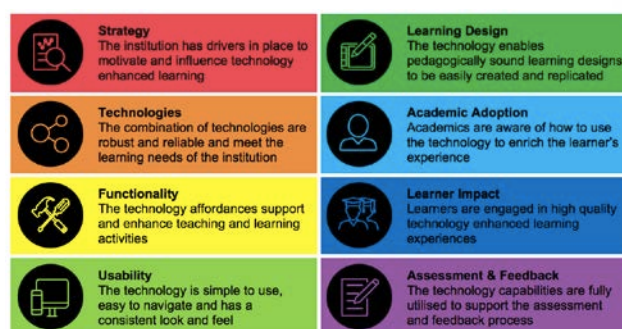 Strategy
The institution has drivers in place to
motivate and influence technology
enhanced learning
Technologies
The combination of technologies are
robust and reliable and meet the
learning needs of the institution
Functionality
The technology affordances support
and enhance teaching and learning
activities
Usability
The technology is simple to use,
easy to navigate and has a
consistent look and feel
Learning Design
The technology enables
pedagogically sound learning designs
to be easily created and replicated
Academic Adoption
Academics are aware of how to use
the technology to enrich the learner's
experience
Learner Impact
Learners are engaged in high quality
technology enhanced learning
experiences
Assessment & Feedback
The technology capabilities are fully
utilised to support the assessment
and feedback process